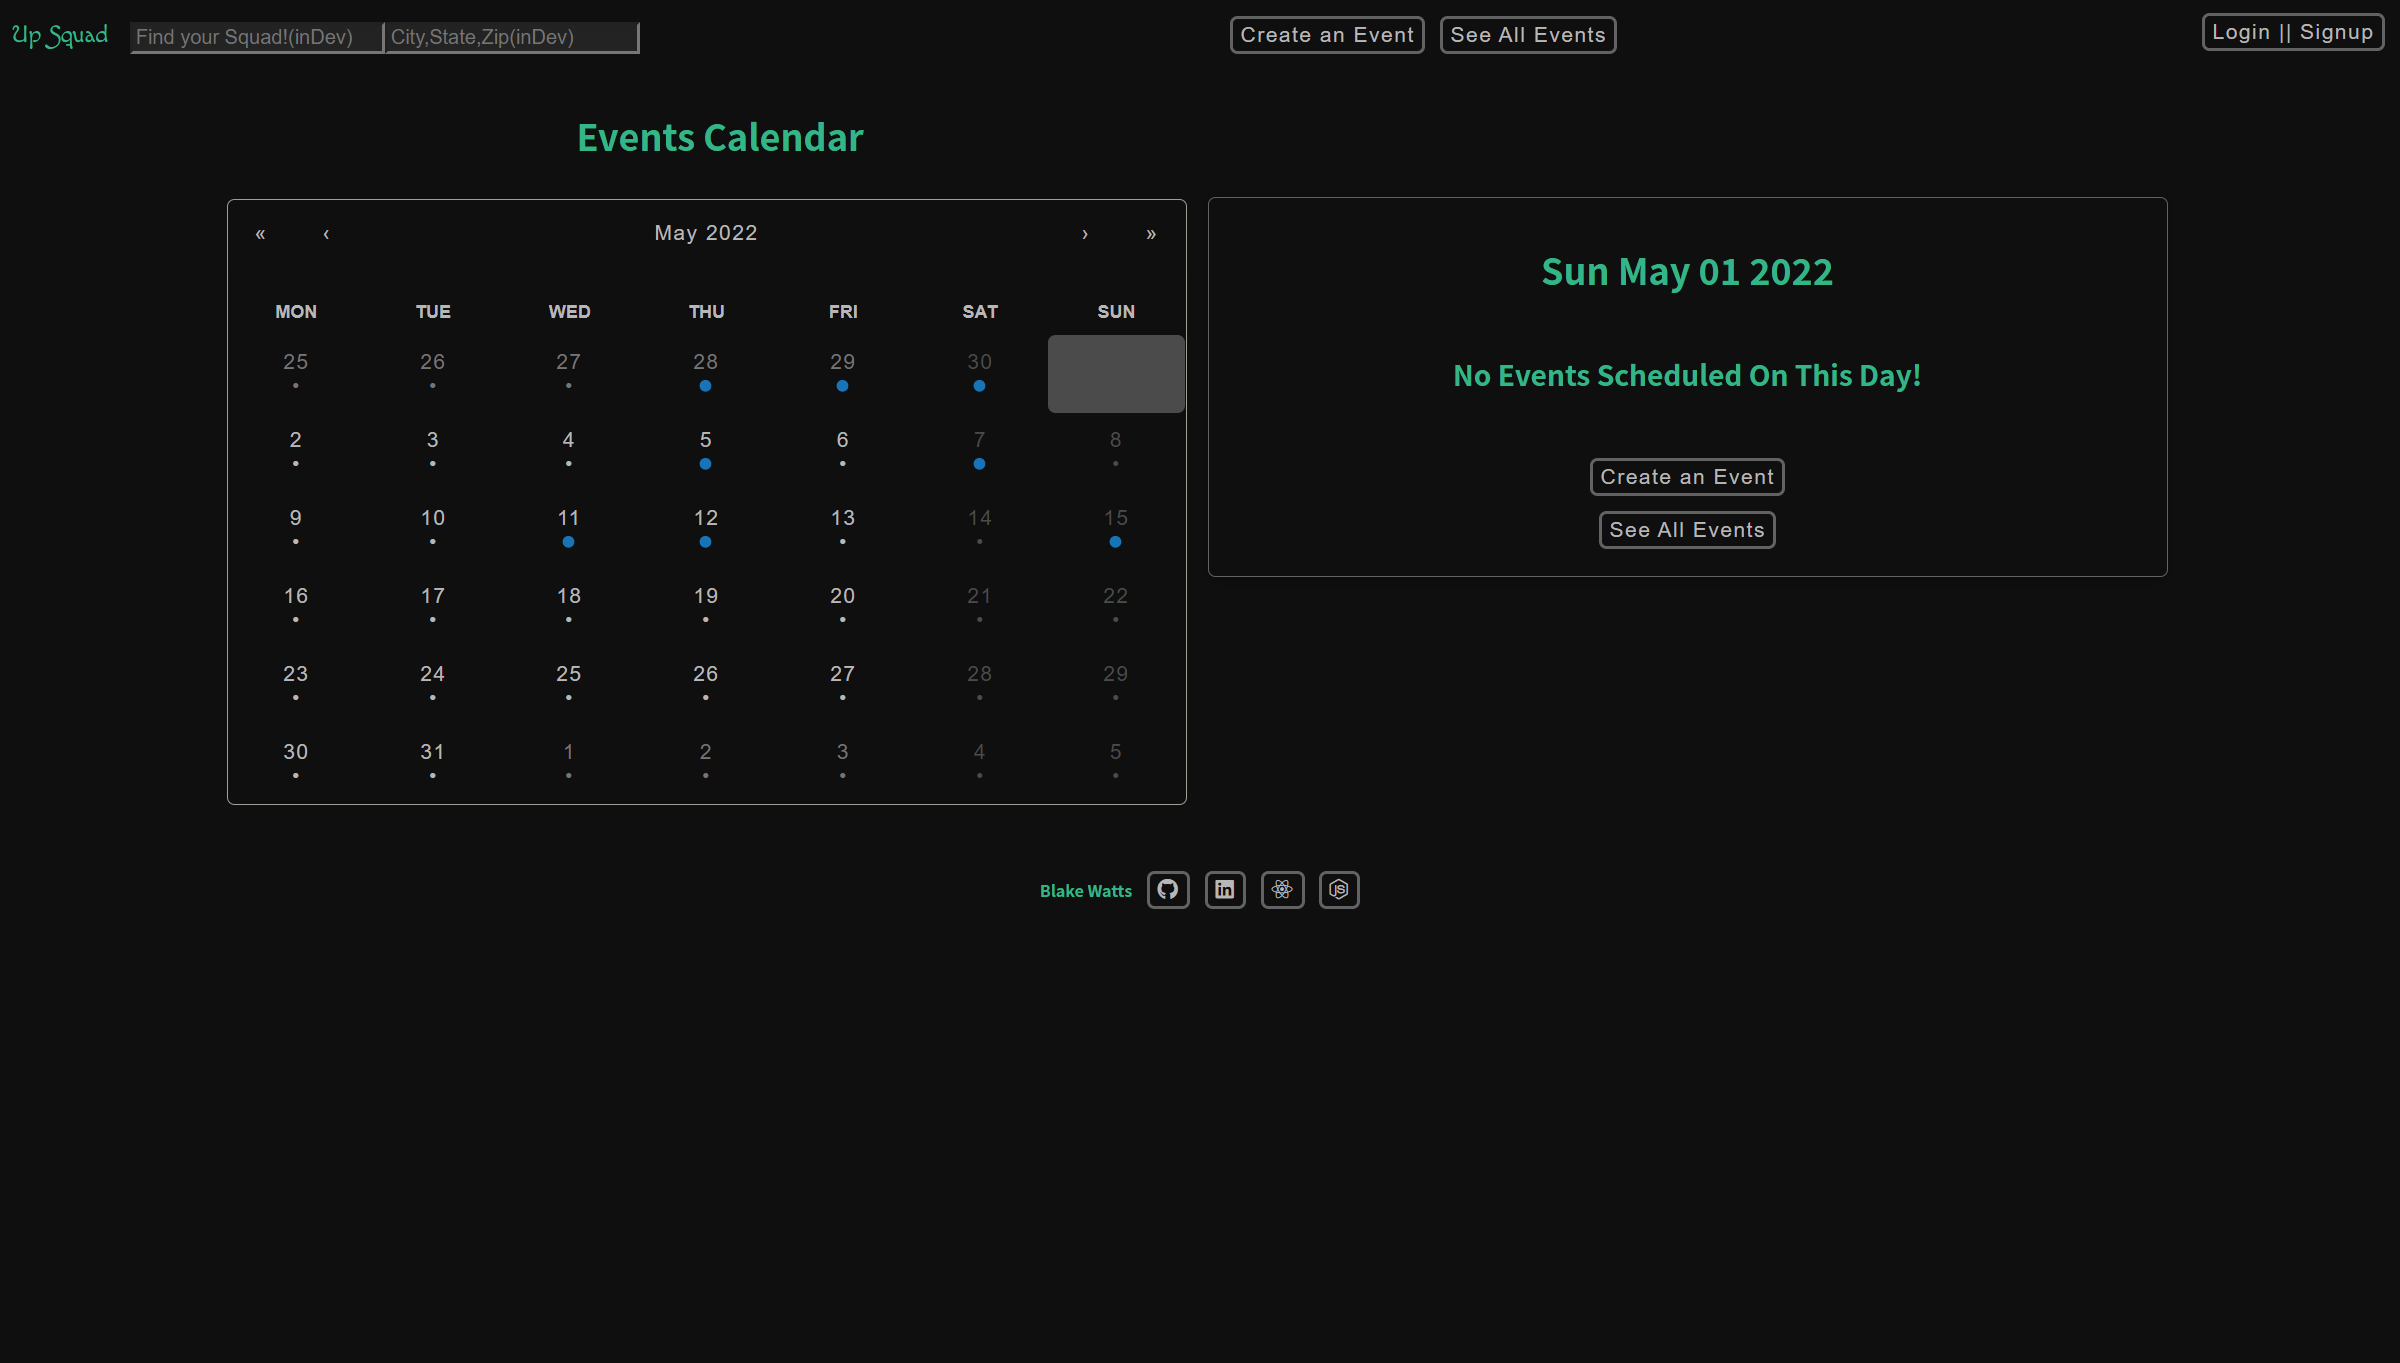 Up Squad Find your Squad!(inDev) City,State,Zip(inDev) Create an Event See All Events Login || Signup
Events Calendar
« ‹ May 2022 › »
MON TUE WED THU FRI SAT SUN
25 26 27 28 29 30
2 3 4 5 6 7 8
9 10 11 12 13 14 15
16 17 18 19 20 21 22
23 24 25 26 27 28 29
30 31 1 2 3 4 5
Sun May 01 2022
No Events Scheduled On This Day!
Create an Event
See All Events
Blake Watts